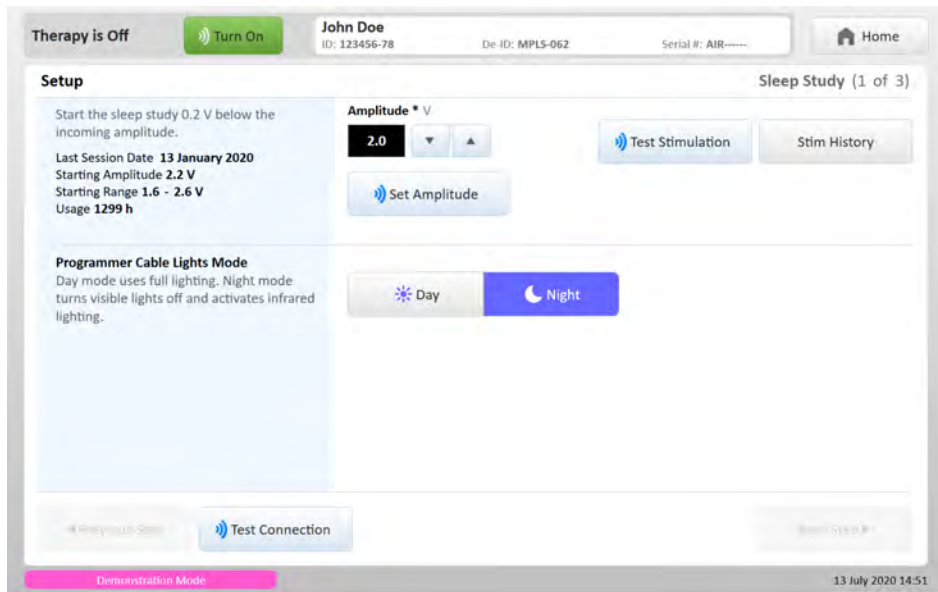 Therapy is Off
Turn On
John Doe
ID: 123456-78 De-ID: MPLS-062 Serial #: AIR------
Home
Setup
Sleep Study (1 of 3)
Start the sleep study 0.2 V below the
incoming amplitude.
Last Session Date 13 January 2020
Starting Amplitude 2.2 V
Starting Range 1.6 - 2.6 V
Usage 1299 h
Amplitude * V
2.0
Test Stimulation
Stim History
Set Amplitude
Programmer Cable Lights Mode
Day mode uses full lighting. Night mode
turns visible lights off and activates infrared
lighting.
Day
Night
Previous Step
Test Connection
Next Step
Demonstration Mode
13 July 2020 14:51